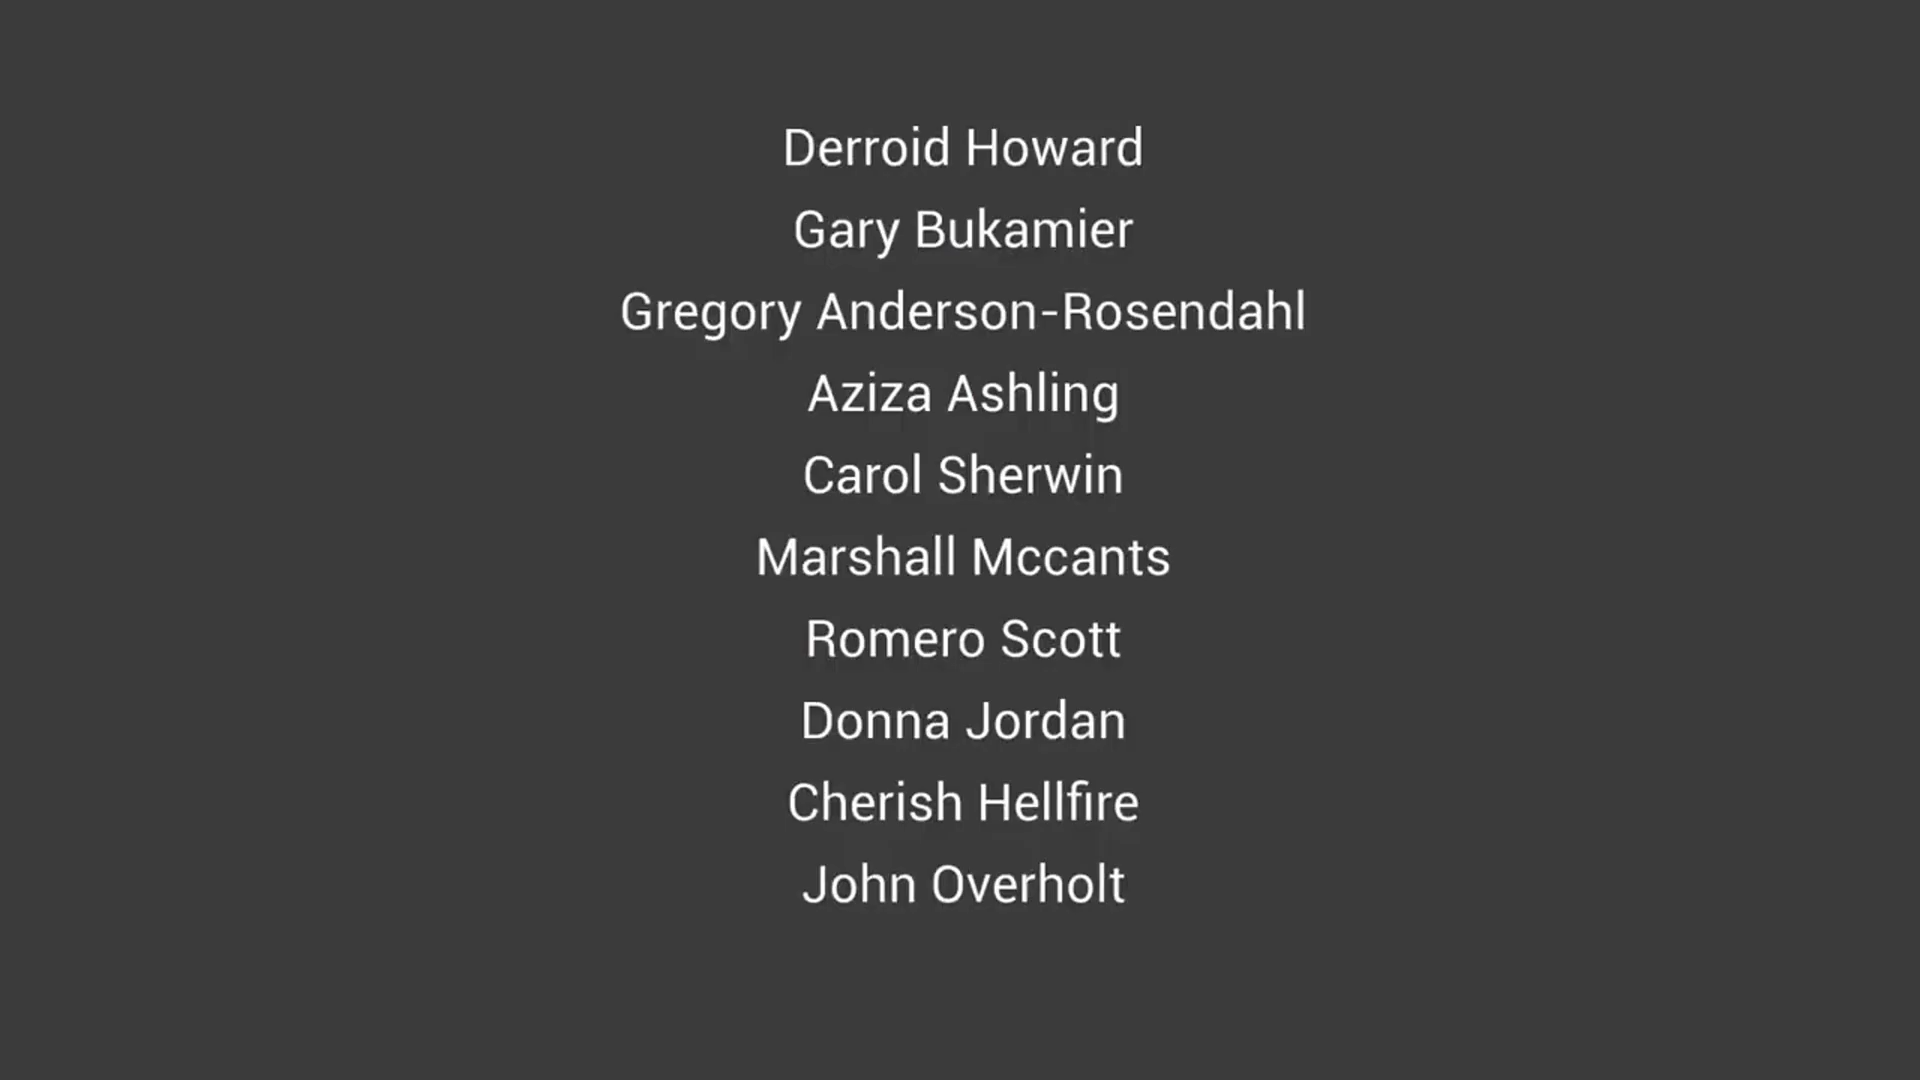 Derroid Howard
Gary Bukamier
Gregory Anderson-Rosendahl
Aziza Ashling
Carol Sherwin
Marshall Mccants
Romero Scott
Donna Jordan
Cherish Hellfire
John Overholt